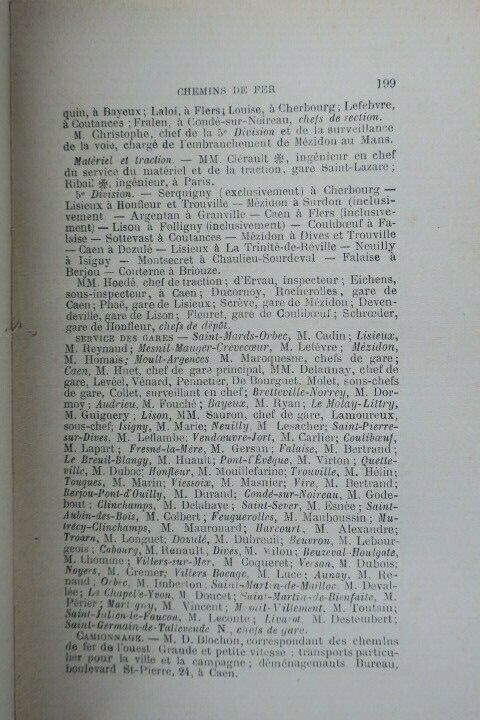 CHEMINS DE FER 199
quin, à Bayeux; Laloi, à Flers; Louise, à Cherbourg; Lefebvre,
à Coutances; Fralen, à Condé-sur-Noireau, chefs de section.
M. Christophe, chef de la 5e Division et de la surveillance
de la voie, chargé de l'embranchement de Mézidon au Mans.
Matériel et traction. — MM. Clérault ✻, ingénieur en chef
du service du matériel et de la traction, gare Saint-Lazare;
Ribail ✻, ingénieur, à Paris.
5e Division. — Serquigny (exclusivement) à Cherbourg —
Lisieux à Honfleur et Trouville — Mézidon à Surdon (inclusi-
vement — Argentan à Granville — Caen à Flers (inclusive-
ment) — Lison à Folligny (inclusivement) — Coulibœuf à Fa-
laise — Sottevast à Coutances — Mézidon à Dives et Trouville
— Caen à Dozulé — Lisieux à La Trinité-de-Réville — Neuilly
à Isigny — Montsecret à Chaulieu-Sourdeval — Falaise à
Berjou — Couterne à Briouze.
MM. Hoedé, chef de traction; d'Ervau, inspecteur; Eichens,
sous-inspecteur, à Caen; Ducornoy, Rocherolles, gare de
Caen; Phaë, gare de Lisieux; Scrève, gare de Mézidon; Deven-
deville, gare de Lison; Fleuret, gare de Coulibœuf; Schrœder,
gare de Honfleur, chefs de dépôt.
SERVICE DES GARES — Saint-Mards-Orbec, M. Cadin; Lisieux,
M. Reynaud; Mesnil-Mauger-Crèvecœur, M. Lefèvre; Mézidon,
M. Homais; Moult-Argences M. Maroquesne, chefs de gare;
Caen, M. Huet, chef de gare principal, MM. Delaunay, chef de
gare, Levéel, Vénard, Pennetier, De Bourguet, Molet, sous-chefs
de gare, Collet, surveillant en chef; Bretteville-Norrey, M. Dor-
moy; Audrieu, M. Fouché; Bayeux, M. Ryan; Le Molay-Littry,
M. Guignery; Lison, MM. Sauron, chef de gare, Lamoureux,
sous-chef; Isigny, M. Marie; Neuilly, M. Lesacher; Saint-Pierre-
sur-Dives, M. Leflambe; Vendœuvre-Jort, M. Carlier; Coulibœuf,
M. Lapart; Fresné-la-Mère, M. Gersan; Falaise, M. Bertrand;
Le Breuil-Blangy, M. Huault; Pont-l'Évêque, M. Virton; Quette-
ville, M. Duboc; Honfleur, M. Mouillefarine; Trouville, M. Hélin;
Touques, M. Marin; Viessoix, M. Masnier; Vire, M. Bertrand;
Berjou-Pont-d'Ouilly, M. Durand; Condé-sur-Noireau, M. Gode-
bout; Clinchamps, M. Delahaye; Saint-Sever, M. Esnée; Saint-
Aubin-des-Bois, M. Colbert; Feuguerolles, M. Mauboussin; Mu-
trécy-Clinchamps, M. Maurouard; Harcourt, M. Alexandre;
Troarn, M. Longuet; Dozulé, M. Dubreuil; Beuvron, M. Lebour-
geois; Cabourg, M. Renault; Dives, M. Vilou; Beuzeval-Houlgate,
M. Lhomme; Villers-sur-Mer, M. Coqueret; Verson, M. Dubois;
Noyers, M. Cremer; Villers Bocage, M. Luce; Aunay, M. Re-
naud; Orbec, M. Imberton; Saint-Martin-de-Mailloc, M. Deval-
lée; La Chapelle-Yvon, M. Doucet; Saint-Martin-de-Bienfaite, M.
Périer; Martigny, M. Vincent; Mesnil-Villement, M. Toutain;
Saint-Julien-le-Faucon, M. Leconte; Livarot, M. Desteubert;
Saint-Germain-de-Tallevende N., chefs de gare.
CAMIONNAGE. — M. D. Blochon, correspondant des chemins
de fer de l'ouest. Grande et petite vitesse; transports particu-
lier pour la ville et la campagne; déménagements. Bureau,
boulevard St-Pierre, 24, à Caen.